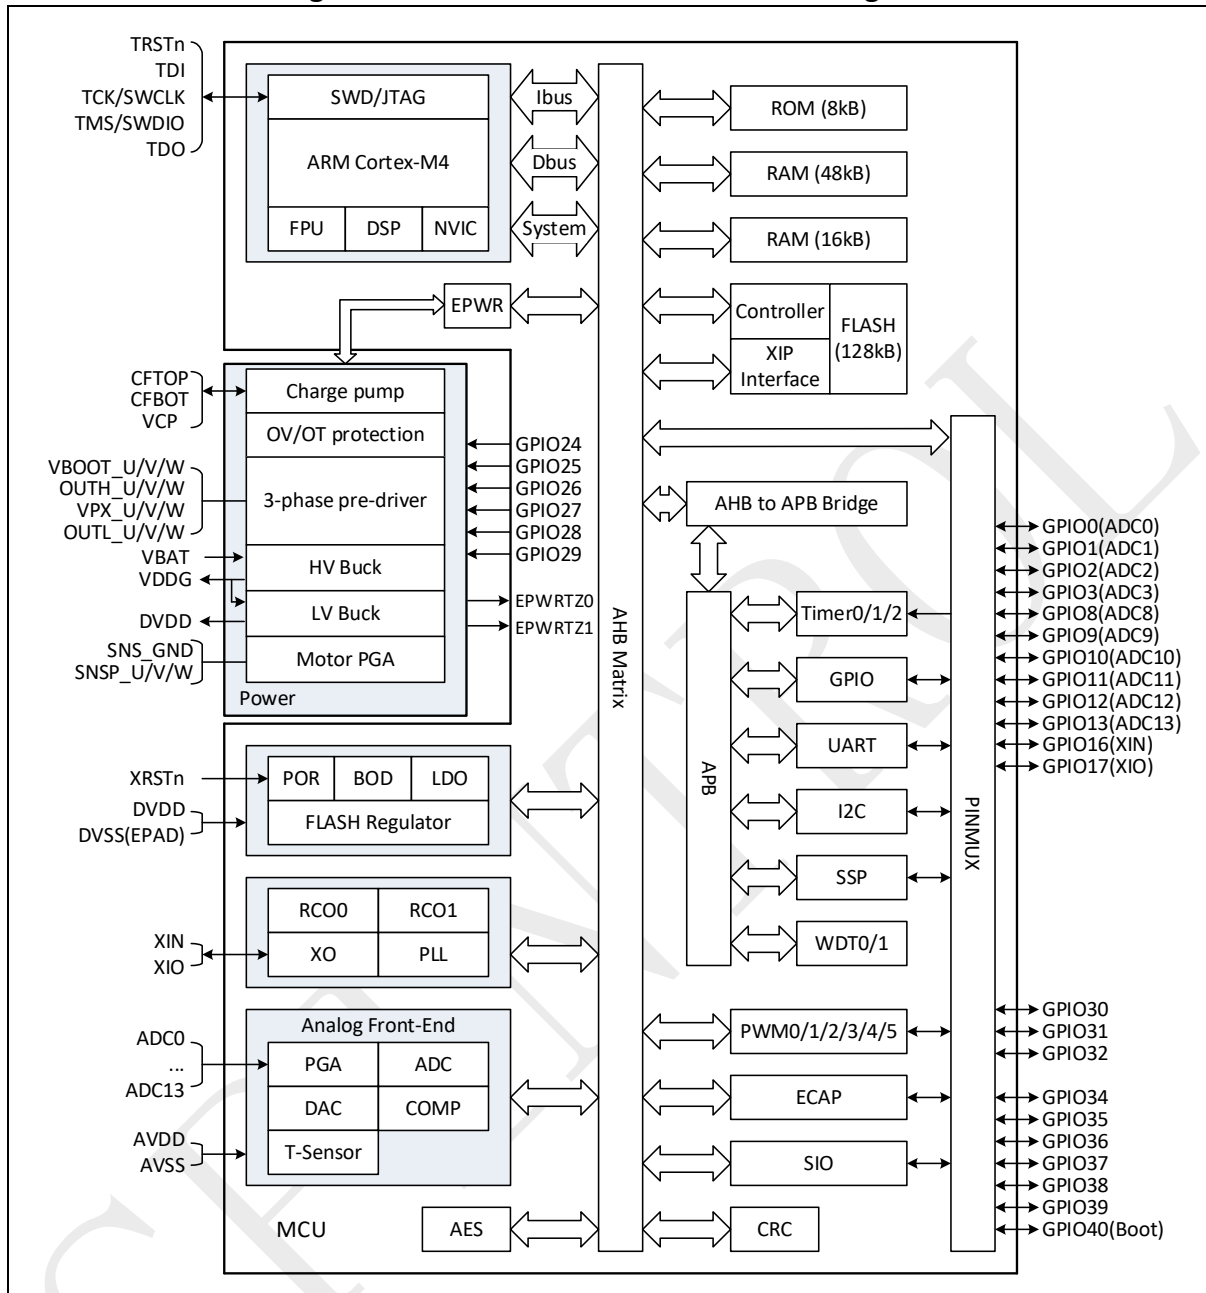 TRSTn
TDI
TCK/SWCLK
TMS/SWDIO
TDO
SWD/JTAG
ARM Cortex-M4
FPU
DSP
NVIC
Ibus
Dbus
System
EPWR
ROM (8kB)
RAM (48kB)
RAM (16kB)
Controller
XIP
Interface
FLASH
(128kB)
CFTOP
CFBOT
VCP
VBOOT_U/V/W
OUTH_U/V/W
VPX_U/V/W
OUTL_U/V/W
VBAT
VDDG
DVDD
SNS_GND
SNSP_U/V/W
Charge pump
OV/OT protection
3-phase pre-driver
HV Buck
LV Buck
Motor PGA
Power
GPIO24
GPIO25
GPIO26
GPIO27
GPIO28
GPIO29
EPWRTZ0
EPWRTZ1
AHB Matrix
AHB to APB Bridge
APB
Timer0/1/2
GPIO
UART
I2C
SSP
WDT0/1
PINMUX
GPIO0(ADC0)
GPIO1(ADC1)
GPIO2(ADC2)
GPIO3(ADC3)
GPIO8(ADC8)
GPIO9(ADC9)
GPIO10(ADC10)
GPIO11(ADC11)
GPIO12(ADC12)
GPIO13(ADC13)
GPIO16(XIN)
GPIO17(XIO)
XRSTn
DVDD
DVSS(EPAD)
POR
BOD
LDO
FLASH Regulator
XIN
XIO
RCO0
RCO1
XO
PLL
ADC0
...
ADC13
AVDD
AVSS
Analog Front-End
PGA
ADC
DAC
COMP
T-Sensor
MCU
AES
PWM0/1/2/3/4/5
ECAP
SIO
CRC
GPIO30
GPIO31
GPIO32
GPIO34
GPIO35
GPIO36
GPIO37
GPIO38
GPIO39
GPIO40(Boot)